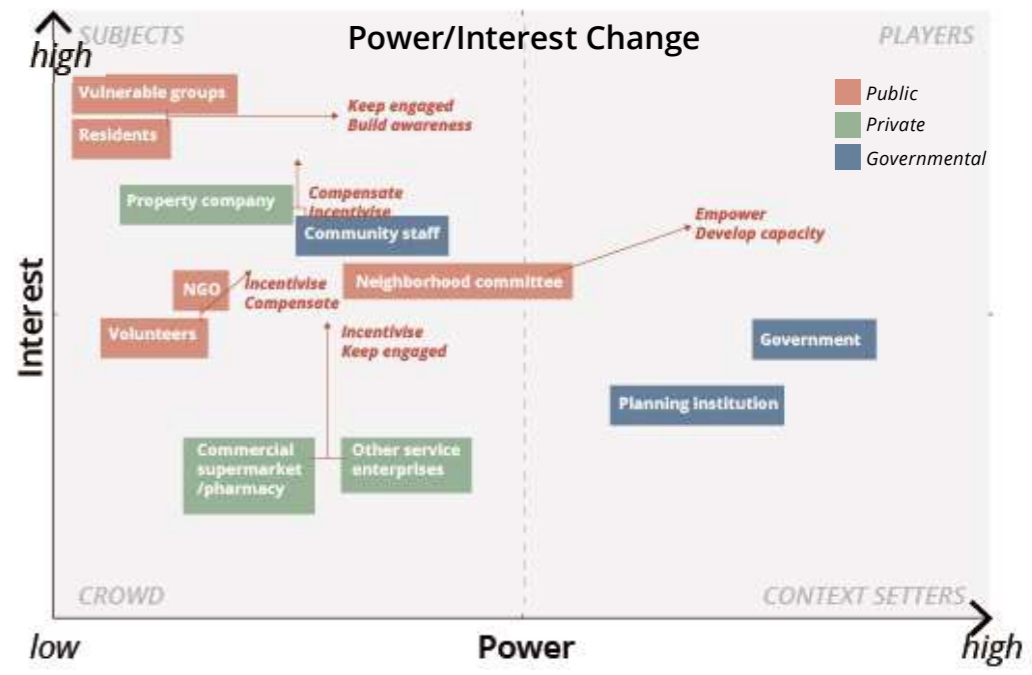 SUBJECTS
Power/Interest Change
PLAYERS
high
Vulnerable groups
Residents
Keep engaged
Build awareness
Public
Private
Governmental
Property company
Compensate
Incentivise
Community staff
Empower
Develop capacity
NGO
Incentivise
Compensate
Neighborhood committee
Volunteers
Incentivise
Keep engaged
Government
Planning institution
Commercial
supermarket
/pharmacy
Other service
enterprises
Interest
CROWD
CONTEXT SETTERS
low
Power
high